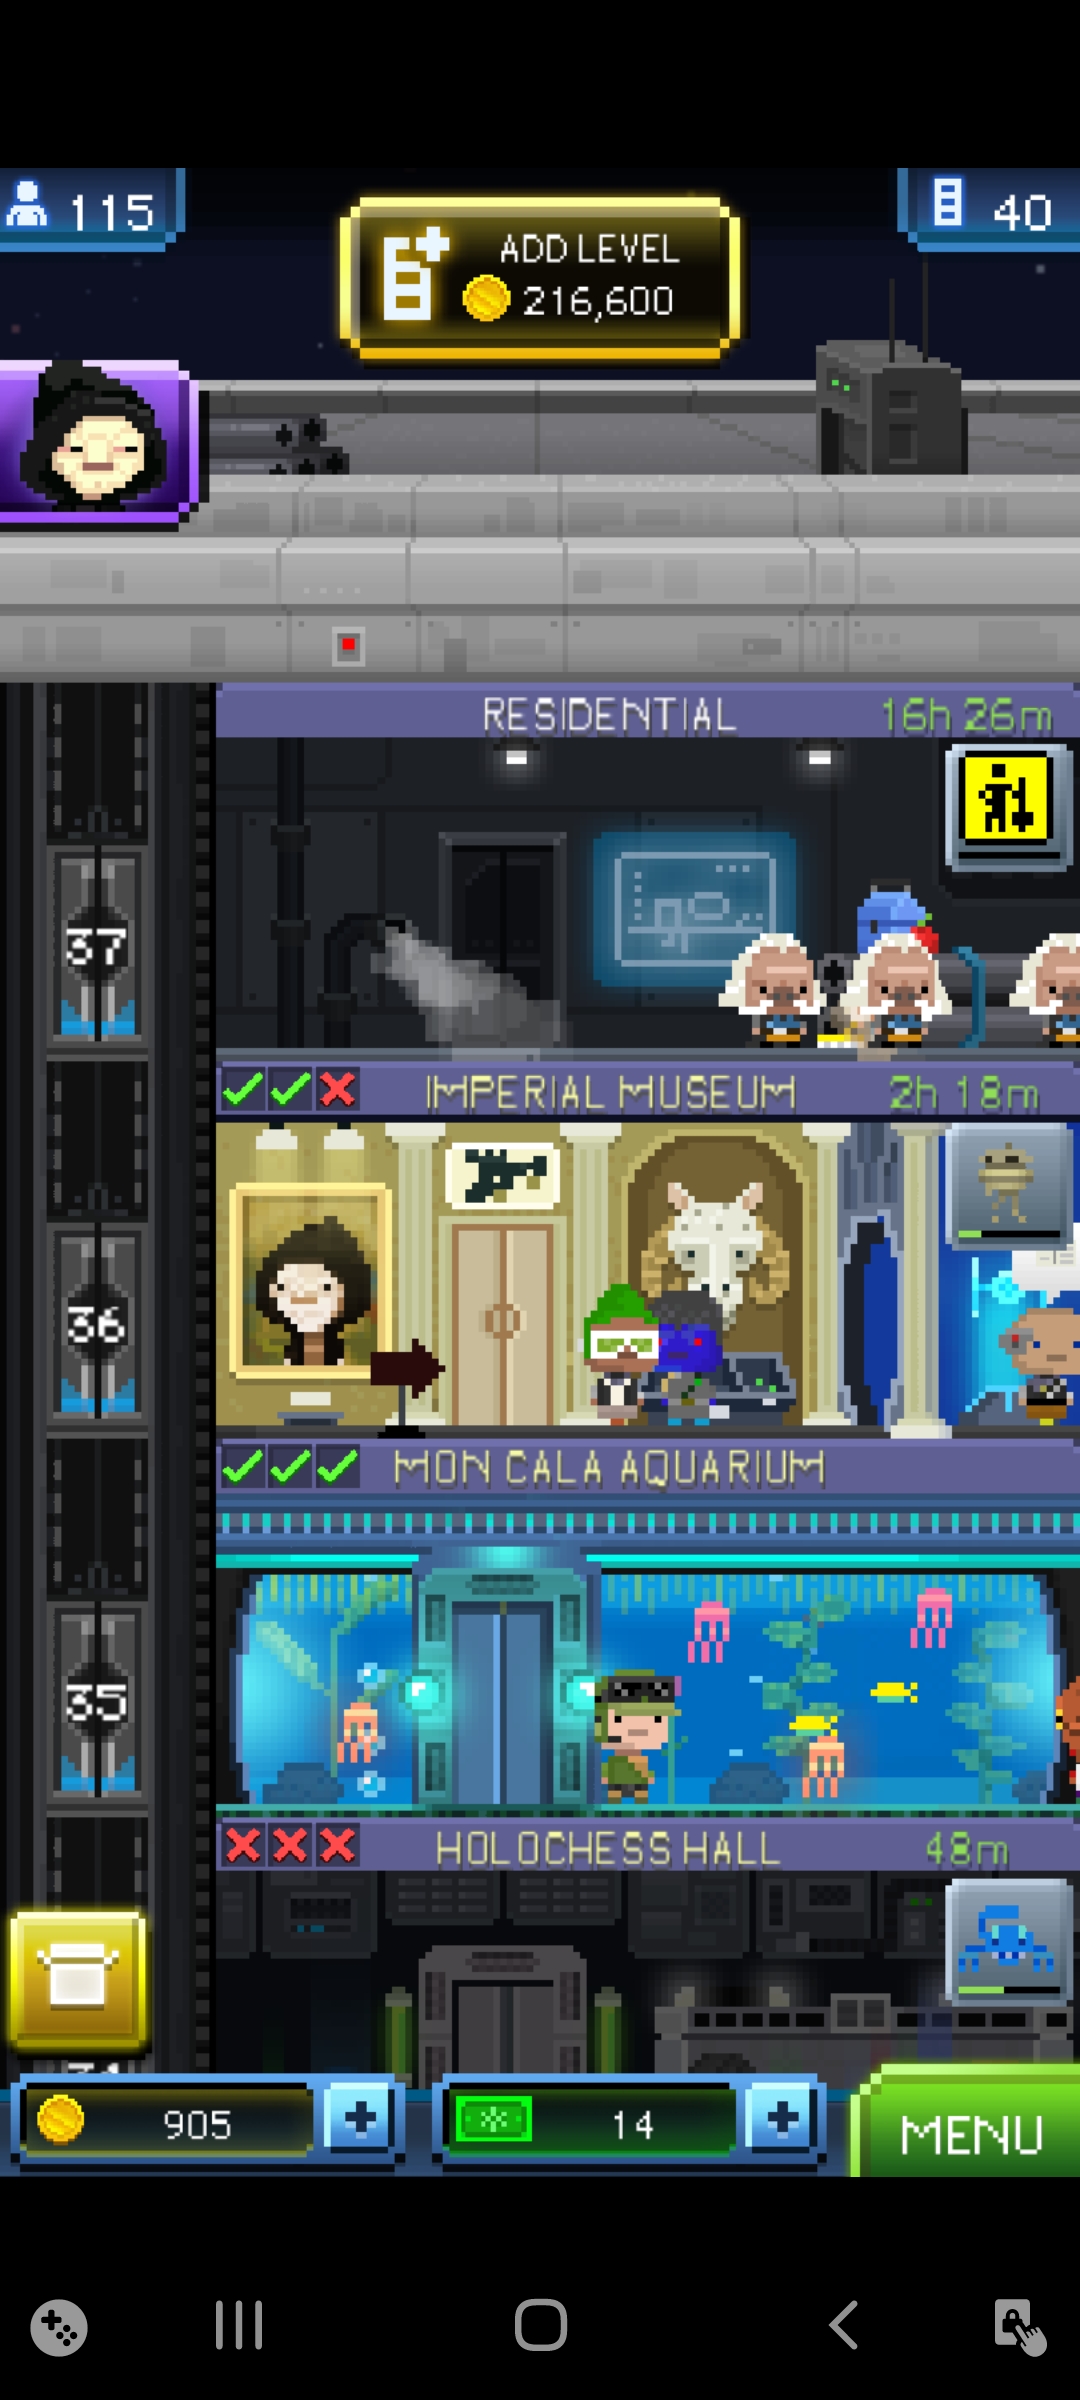 115
ADD LEVEL
216,600
40
RESIDENTIAL 16h 26m
37
IMPERIAL MUSEUM 2h 18m
36
MON CALA AQUARIUM
35
HOLOCHESS HALL 48m
905
14
MENU